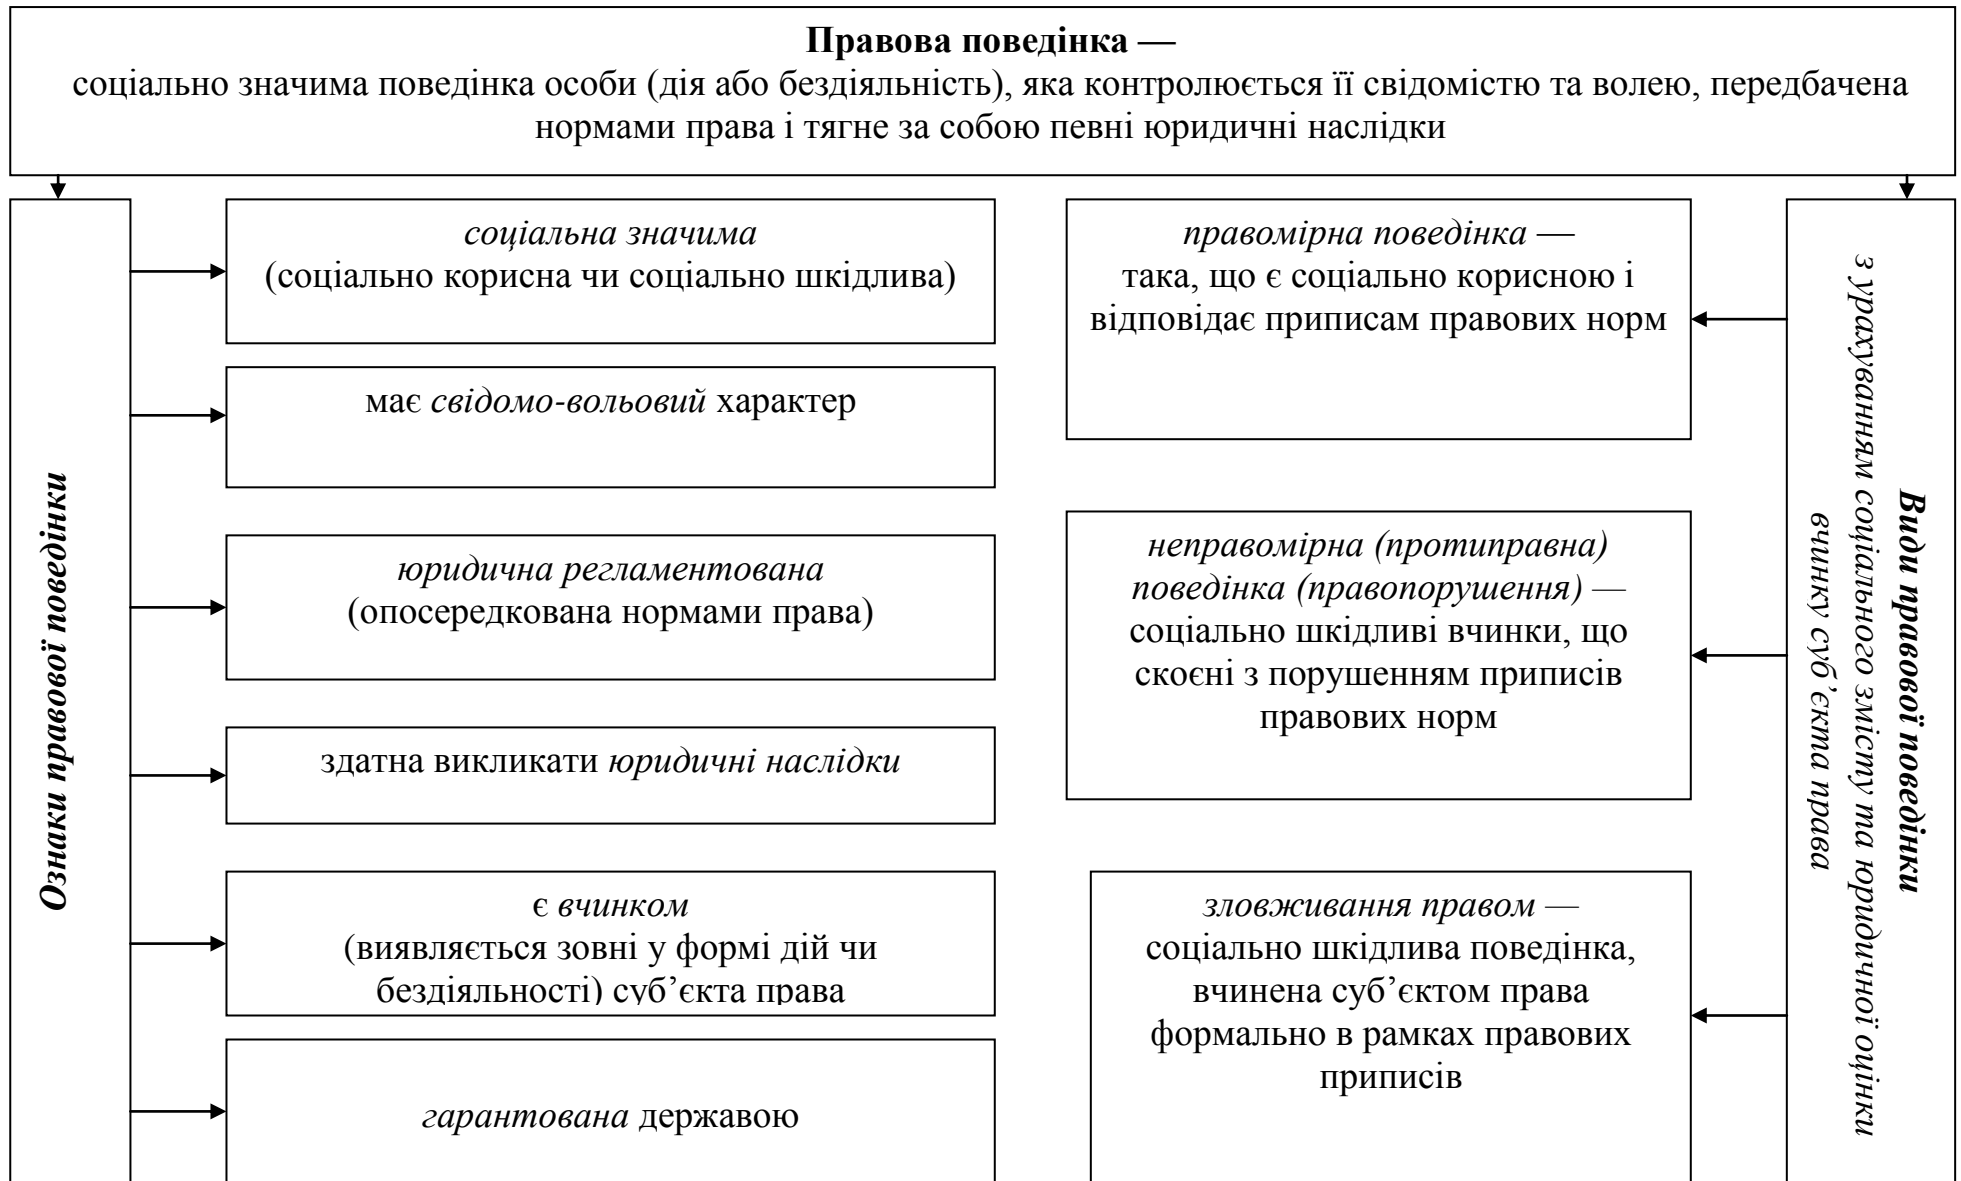 Правова поведінка —
соціально значима поведінка особи (дія або бездіяльність), яка контролюється її свідомістю та волею, передбачена
нормами права і тягне за собою певні юридичні наслідки
Ознаки правової поведінки
соціальна значима
(соціально корисна чи соціально шкідлива)
має свідомо-вольовий характер
юридична регламентована
(опосередкована нормами права)
здатна викликати юридичні наслідки
є вчинком
(виявляється зовні у формі дій чи
бездіяльності) суб’єкта права
гарантована державою
Види правової поведінки
з урахуванням соціального змісту та юридичної оцінки
вчинку суб’єкта права
правомірна поведінка —
така, що є соціально корисною і
відповідає приписам правових норм
неправомірна (протиправна)
поведінка (правопорушення) —
соціально шкідливі вчинки, що
скоєні з порушенням приписів
правових норм
зловживання правом —
соціально шкідлива поведінка,
вчинена суб’єктом права
формально в рамках правових
приписів